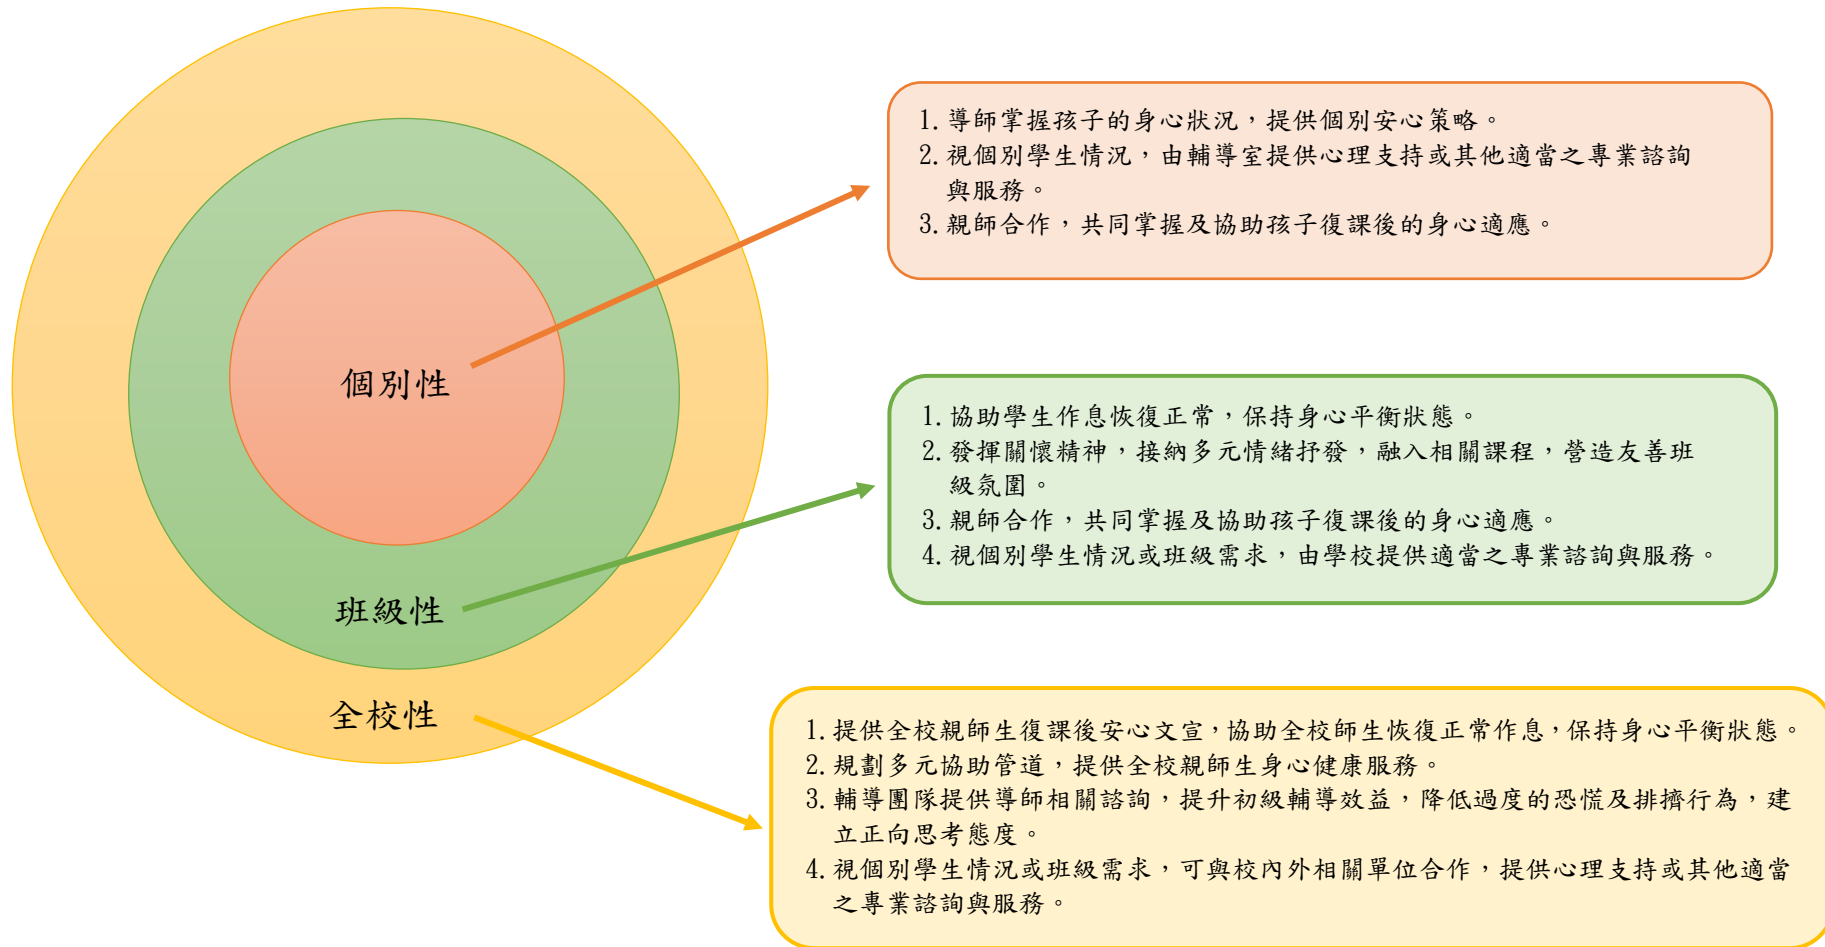 個別性
班級性
全校性
1. 導師掌握孩子的身心狀況，提供個別安心策略。
2. 視個別學生情況，由輔導室提供心理支持或其他適當之專業諮詢
與服務。
3. 親師合作，共同掌握及協助孩子復課後的身心適應。
1. 協助學生作息恢復正常，保持身心平衡狀態。
2. 發揮關懷精神，接納多元情緒抒發，融入相關課程，營造友善班
級氛圍。
3. 親師合作，共同掌握及協助孩子復課後的身心適應。
4. 視個別學生情況或班級需求，由學校提供適當之專業諮詢與服務。
1. 提供全校親師生復課後安心文宣，協助全校師生恢復正常作息，保持身心平衡狀態。
2. 規劃多元協助管道，提供全校親師生身心健康服務。
3. 輔導團隊提供導師相關諮詢，提升初級輔導效益，降低過度的恐慌及排擠行為，建
立正向思考態度。
4. 視個別學生情況或班級需求，可與校內外相關單位合作，提供心理支持或其他適當
之專業諮詢與服務。